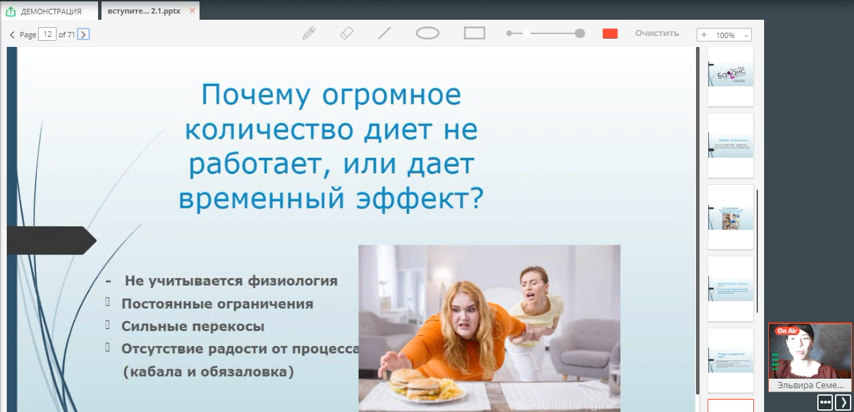 ДЕМОНСТРАЦИЯ
вступите... 2.1.pptx
Page 12 of 71
Очистить
+ 100% -
Почему огромное
количество диет не
работает, или дает
временный эффект?
- Не учитывается физиология
Постоянные ограничения
Сильные перекосы
Отсутствие радости от процесса
(кабала и обязаловка)
On Air
Эльвира Семе...